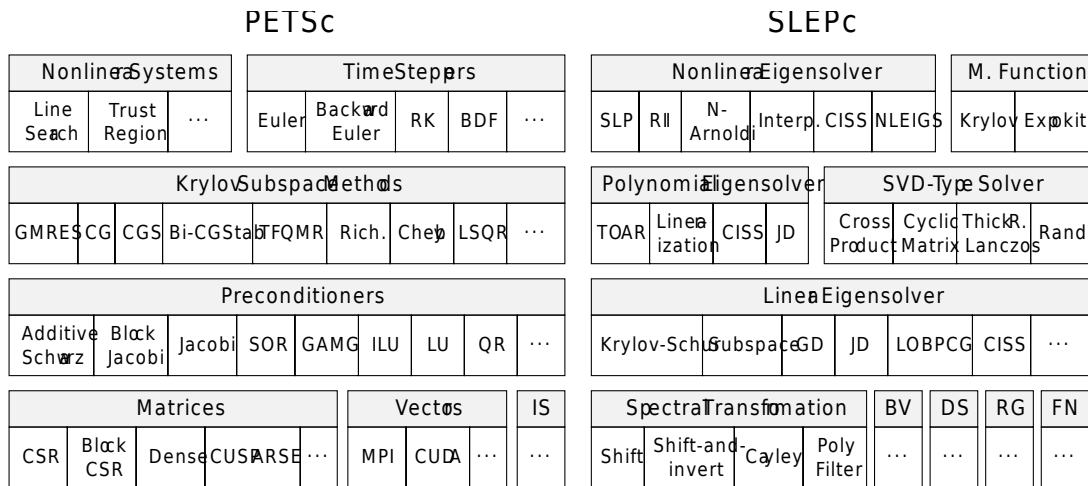 PETSc
Nonlinear Systems
Line Search
Trust Region
...
Time Steppers
Euler
Backward Euler
RK
BDF
...
Krylov Subspace Methods
GMRES
CG
CGS
Bi-CGStab
TFQMR
Rich.
Cheby
LSQR
...
Preconditioners
Additive Schwarz
Block Jacobi
Jacobi
SOR
GAMG
ILU
LU
QR
...
Matrices
CSR
Block CSR
Dense
CUSPARSE
...
Vectors
MPI
CUDA
...
IS
...
SLEPc
Nonlinear Eigensolver
SLP
RII
N-Arnoldi
Interp.
CISS
NLEIGS
M. Function
Krylov
Expokit
Polynomial Eigensolver
TOAR
Linearization
CISS
JD
SVD-Type Solver
Cross Product
Cyclic Matrix
Thick R. Lanczos
Rand
Linear Eigensolver
Krylov-Schur
Subspace
GD
JD
LOBPCG
CISS
...
Spectral Transformation
Shift
Shift-and-invert
Cayley
Poly Filter
BV
...
DS
...
RG
...
FN
...